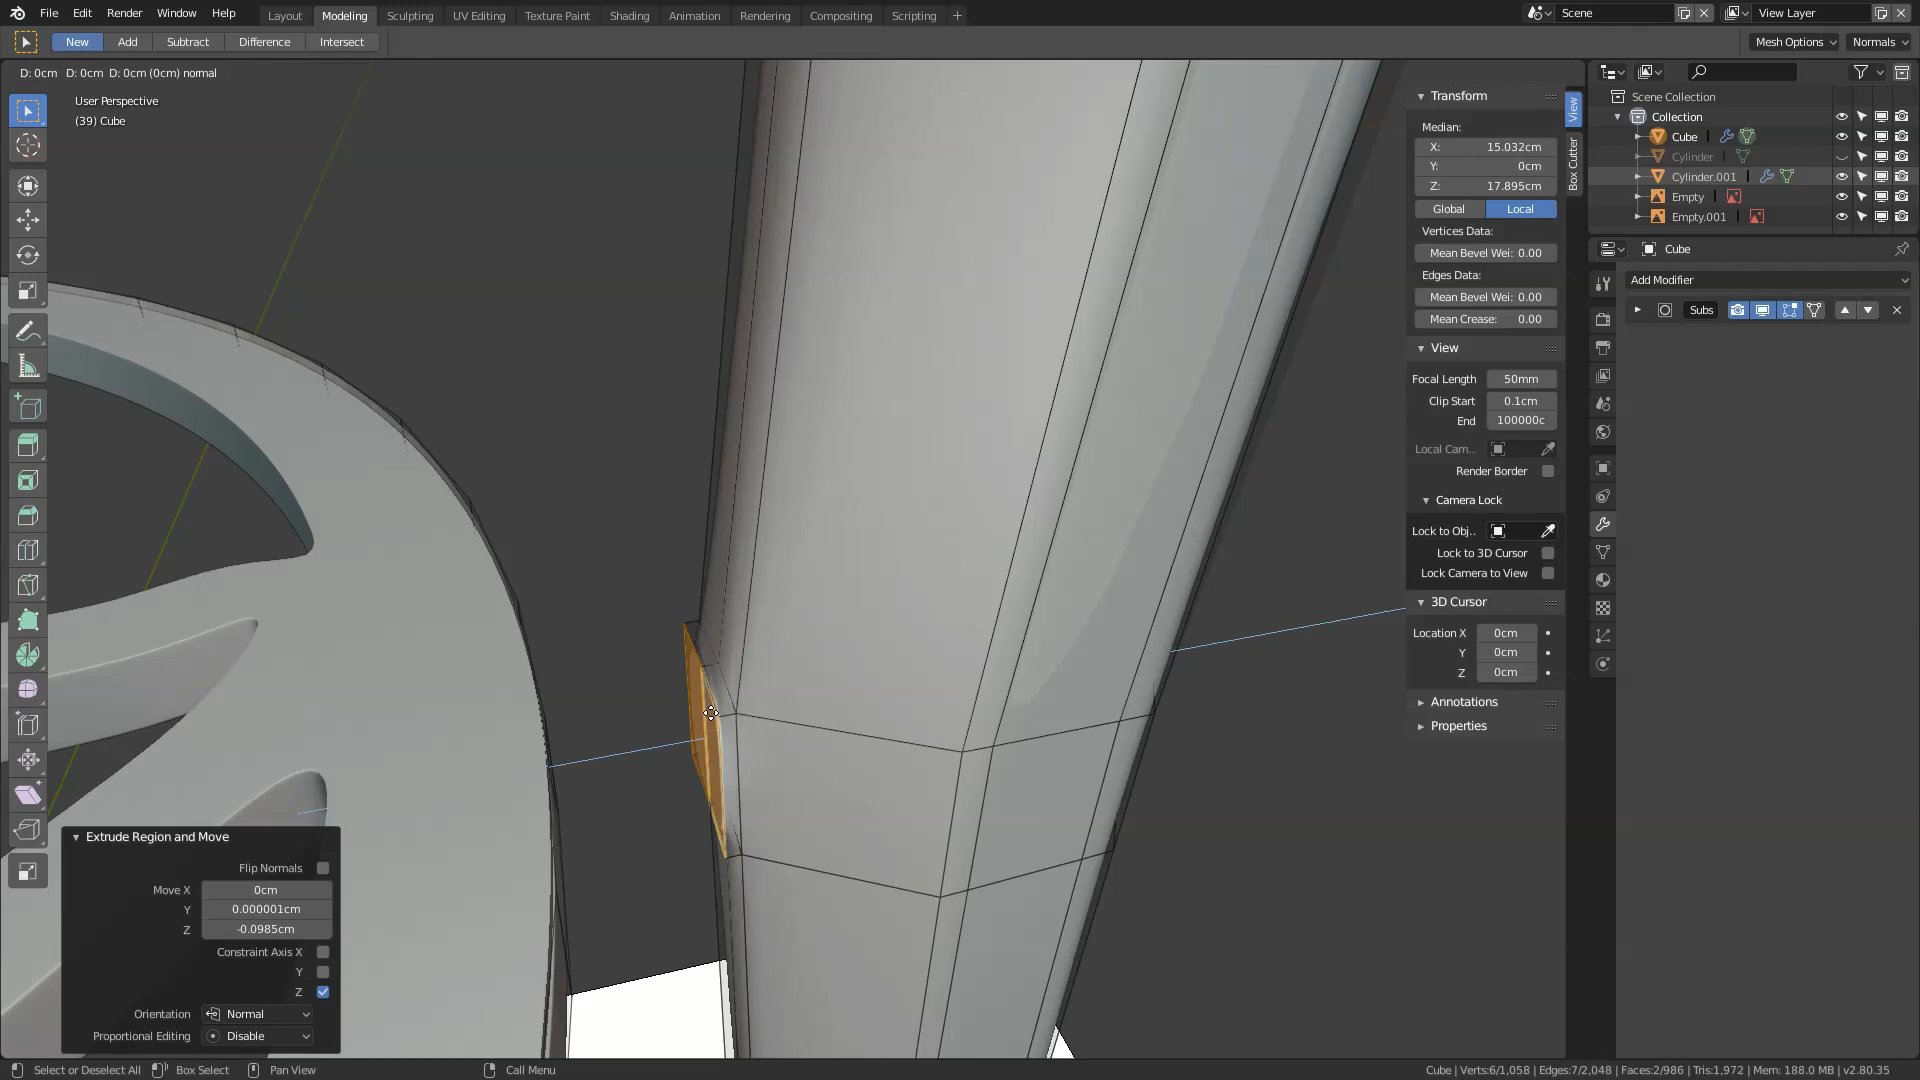 File Edit Render Window Help Layout Modeling Sculpting UV Editing Texture Paint Shading Animation Rendering Compositing Scripting + Scene View Layer
New Add Subtract Difference Intersect Mesh Options Normals
D: 0cm D: 0cm D: 0cm (0cm) normal
User Perspective
(39) Cube
Transform
Median:
X: 15.032cm
Y: 0cm
Z: 17.895cm
Global Local
Vertices Data:
Mean Bevel Wei: 0.00
Edges Data:
Mean Bevel Wei: 0.00
Mean Crease: 0.00
View
Focal Length 50mm
Clip Start 0.1cm
End 100000c
Local Cam..
Render Border
Camera Lock
Lock to Obj..
Lock to 3D Cursor
Lock Camera to View
3D Cursor
Location X 0cm
Y 0cm
Z 0cm
Annotations
Properties
View
Box Cutter
Scene Collection
Collection
Cube
Cylinder
Cylinder.001
Empty
Empty.001
Cube
Add Modifier
Subs
Extrude Region and Move
Flip Normals
Move X 0cm
Y 0.000001cm
Z -0.0985cm
Constraint Axis X
Y
Z
Orientation Normal
Proportional Editing Disable
Select or Deselect All Box Select Pan View Call Menu Cube | Verts:6/1,058 | Edges:7/2,048 | Faces:2/986 | Tris:1,972 | Mem: 188.0 MB | v2.80.35